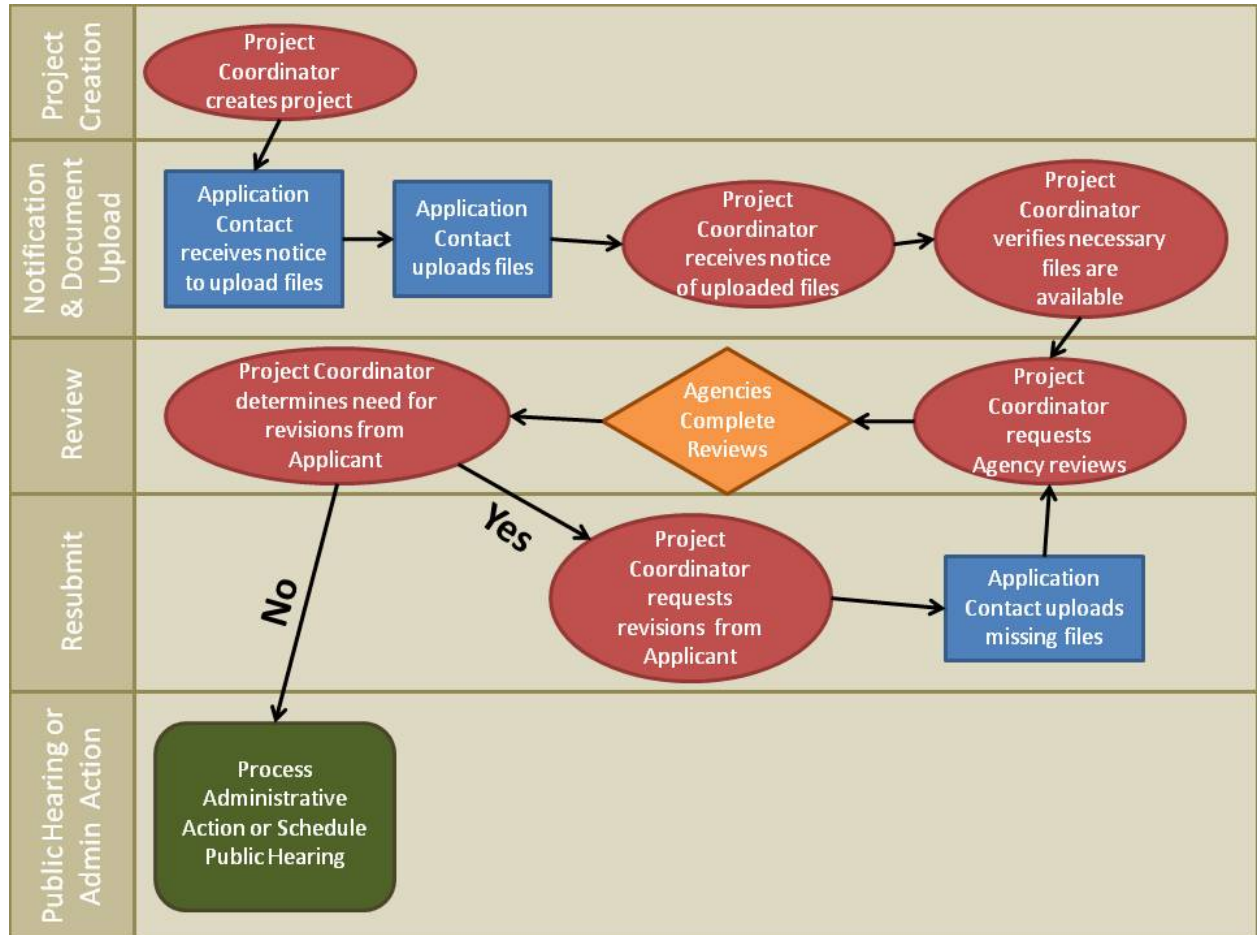 Project
Creation
Project
Coordinator
creates project
Notification
& Document
Upload
Application
Contact
receives notice
to upload files
Application
Contact
uploads files
Project
Coordinator
receives notice
of uploaded files
Project
Coordinator
verifies necessary
files are
available
Review
Project Coordinator
determines need for
revisions from
Applicant
Agencies
Complete
Reviews
Project
Coordinator
requests
Agency reviews
Resubmit
No
Yes
Project
Coordinator
requests
revisions from
Applicant
Application
Contact uploads
missing files
Public Hearing or
Admin Action
Process
Administrative
Action or Schedule
Public Hearing